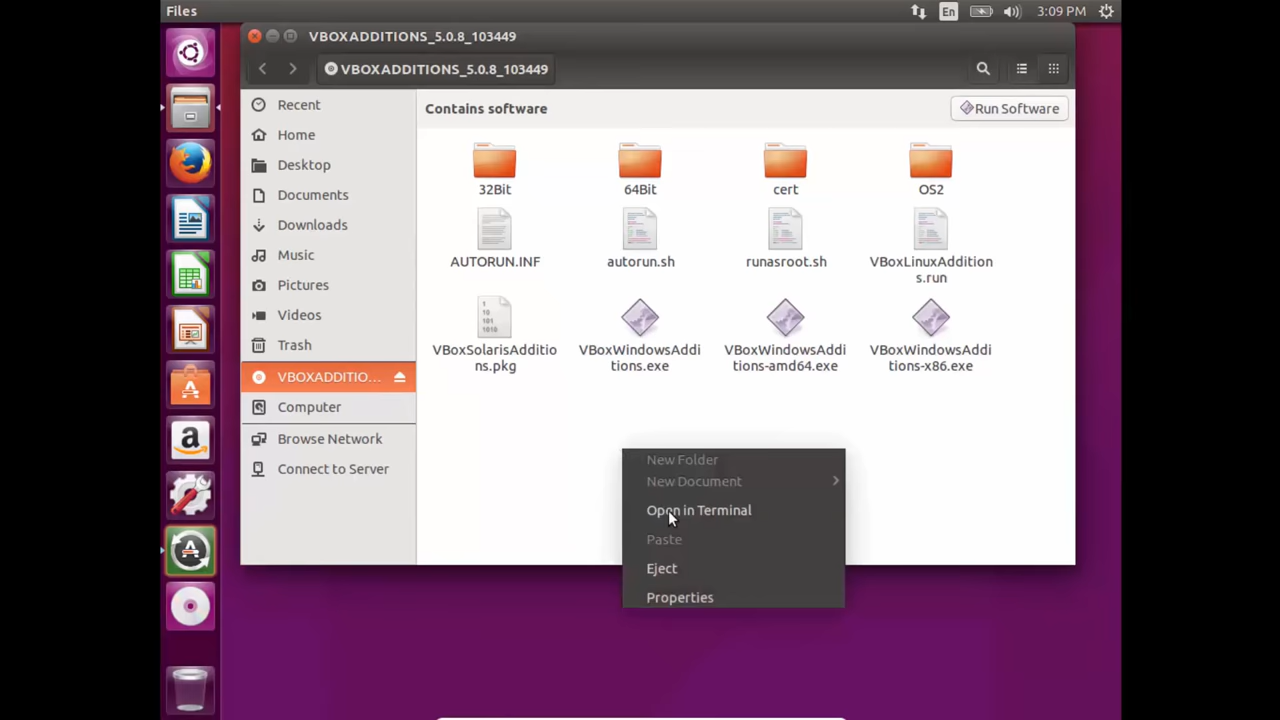 Files
En
3:09 PM
VBOXADDITIONS_5.0.8_103449
VBOXADDITIONS_5.0.8_103449
Recent
Home
Desktop
Documents
Downloads
Music
Pictures
Videos
Trash
VBOXADDITIO...
Computer
Browse Network
Connect to Server
Contains software
Run Software
32Bit
64Bit
cert
OS2
AUTORUN.INF
autorun.sh
runasroot.sh
VBoxLinuxAddition
s.run
VBoxSolarisAdditio
ns.pkg
VBoxWindowsAddi
tions.exe
VBoxWindowsAddi
tions-amd64.exe
VBoxWindowsAddi
tions-x86.exe
New Folder
New Document
Open in Terminal
Paste
Eject
Properties